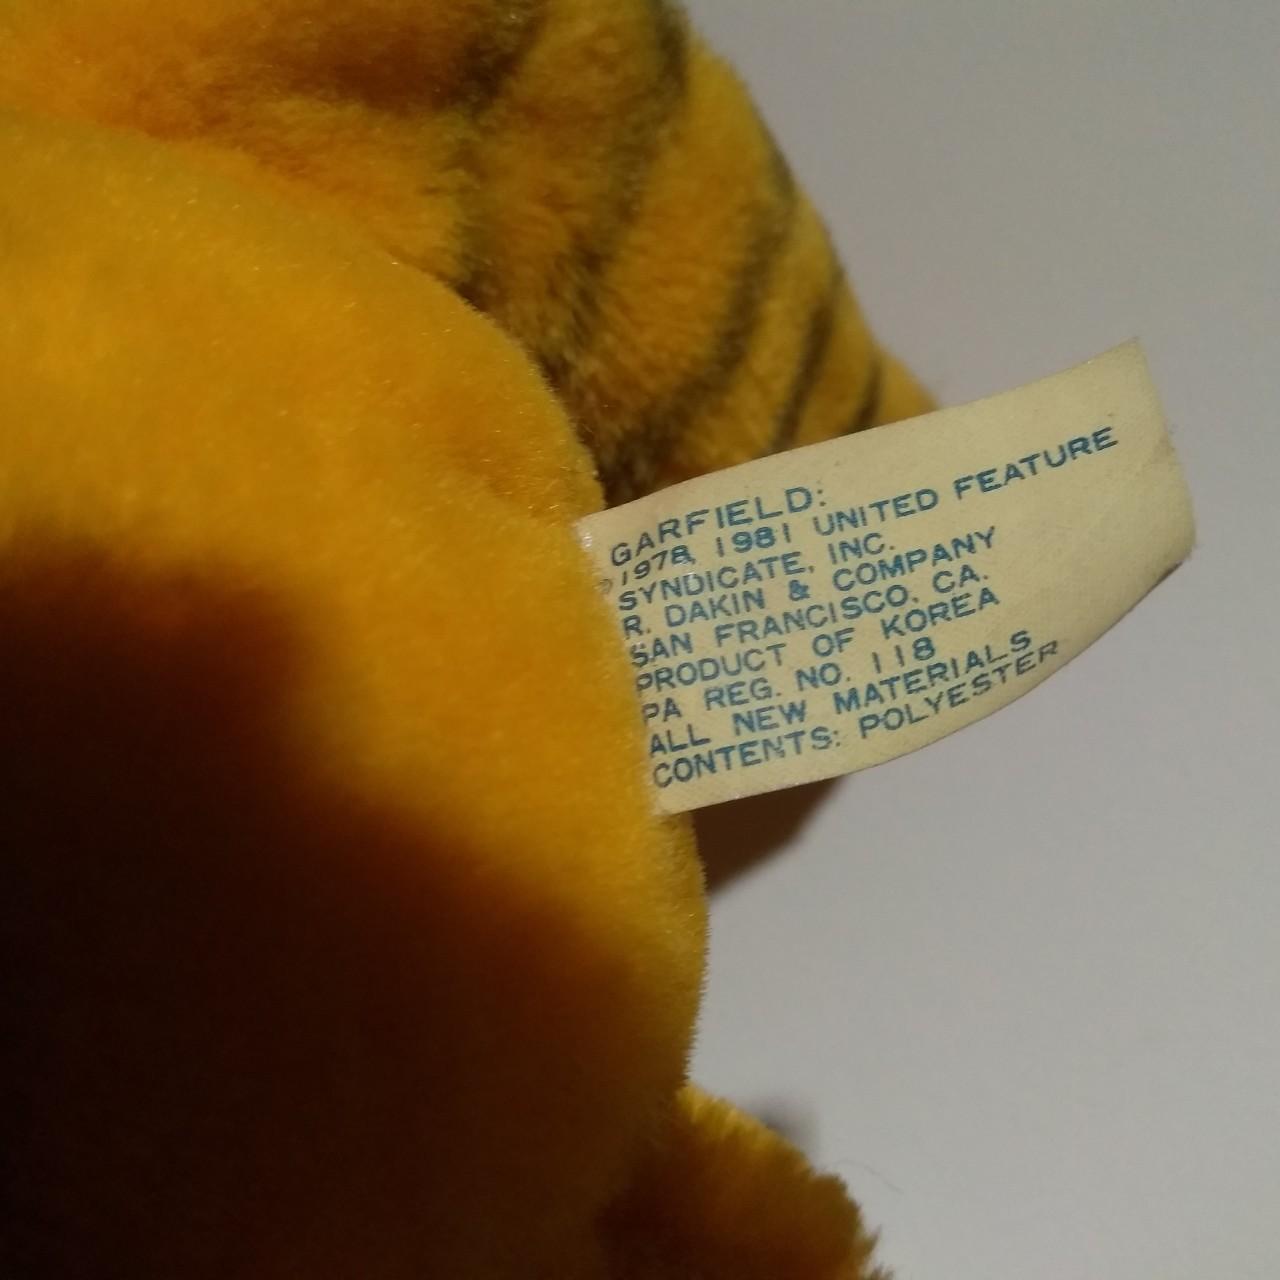 GARFIELD:
©1978, 1981 UNITED FEATURE
SYNDICATE, INC.
R. DAKIN & COMPANY
SAN FRANCISCO, CA.
PRODUCT OF KOREA
PA REG. NO. 118
ALL NEW MATERIALS
CONTENTS: POLYESTER